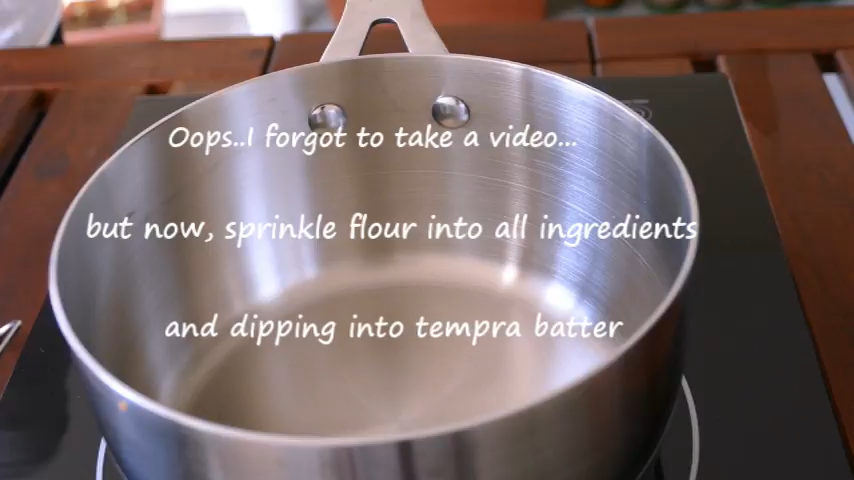 Oops..I forgot to take a video...
but now, sprinkle flour into all ingredients
and dipping into tempra batter